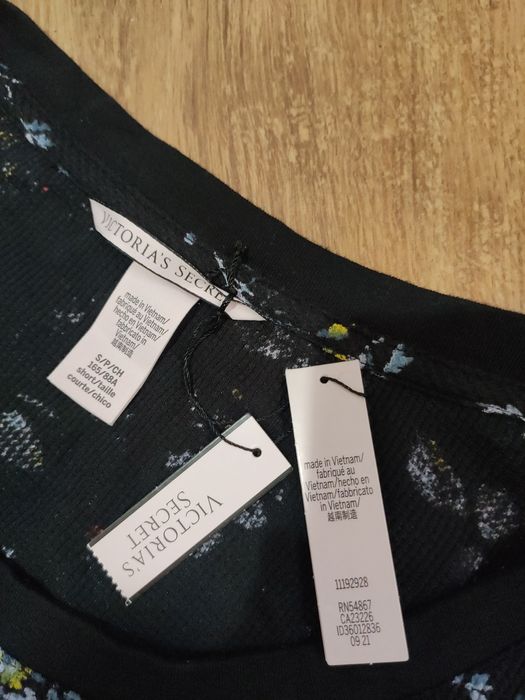 VICTORIA'S SECRET
made in Vietnam/
fabriqué au Vietnam/
hecho en Vietnam/
fabbricato in
Vietnam/
越南制造
S/P/CH
165/88A
short/taille
courte/chico
VICTORIA'S
SECRET
made in Vietnam/
fabriqué au
Vietnam/hecho en
Vietnam/fabbricato
in Vietnam/
越南制造
11192928
RN54867
CA23226
ID36012836
09 21